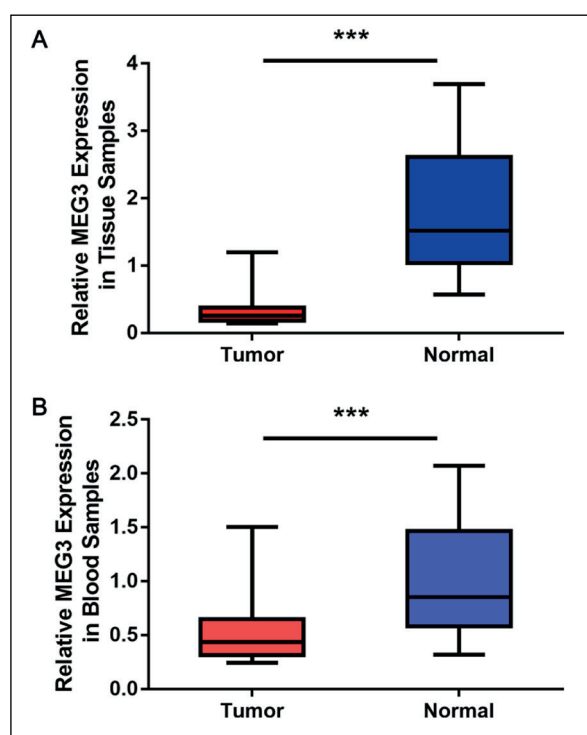 A
***
Relative MEG3 Expression
in Tissue Samples
4
3
2
1
0
Tumor Normal
B
***
Relative MEG3 Expression
in Blood Samples
2.5
2.0
1.5
1.0
0.5
0.0
Tumor Normal